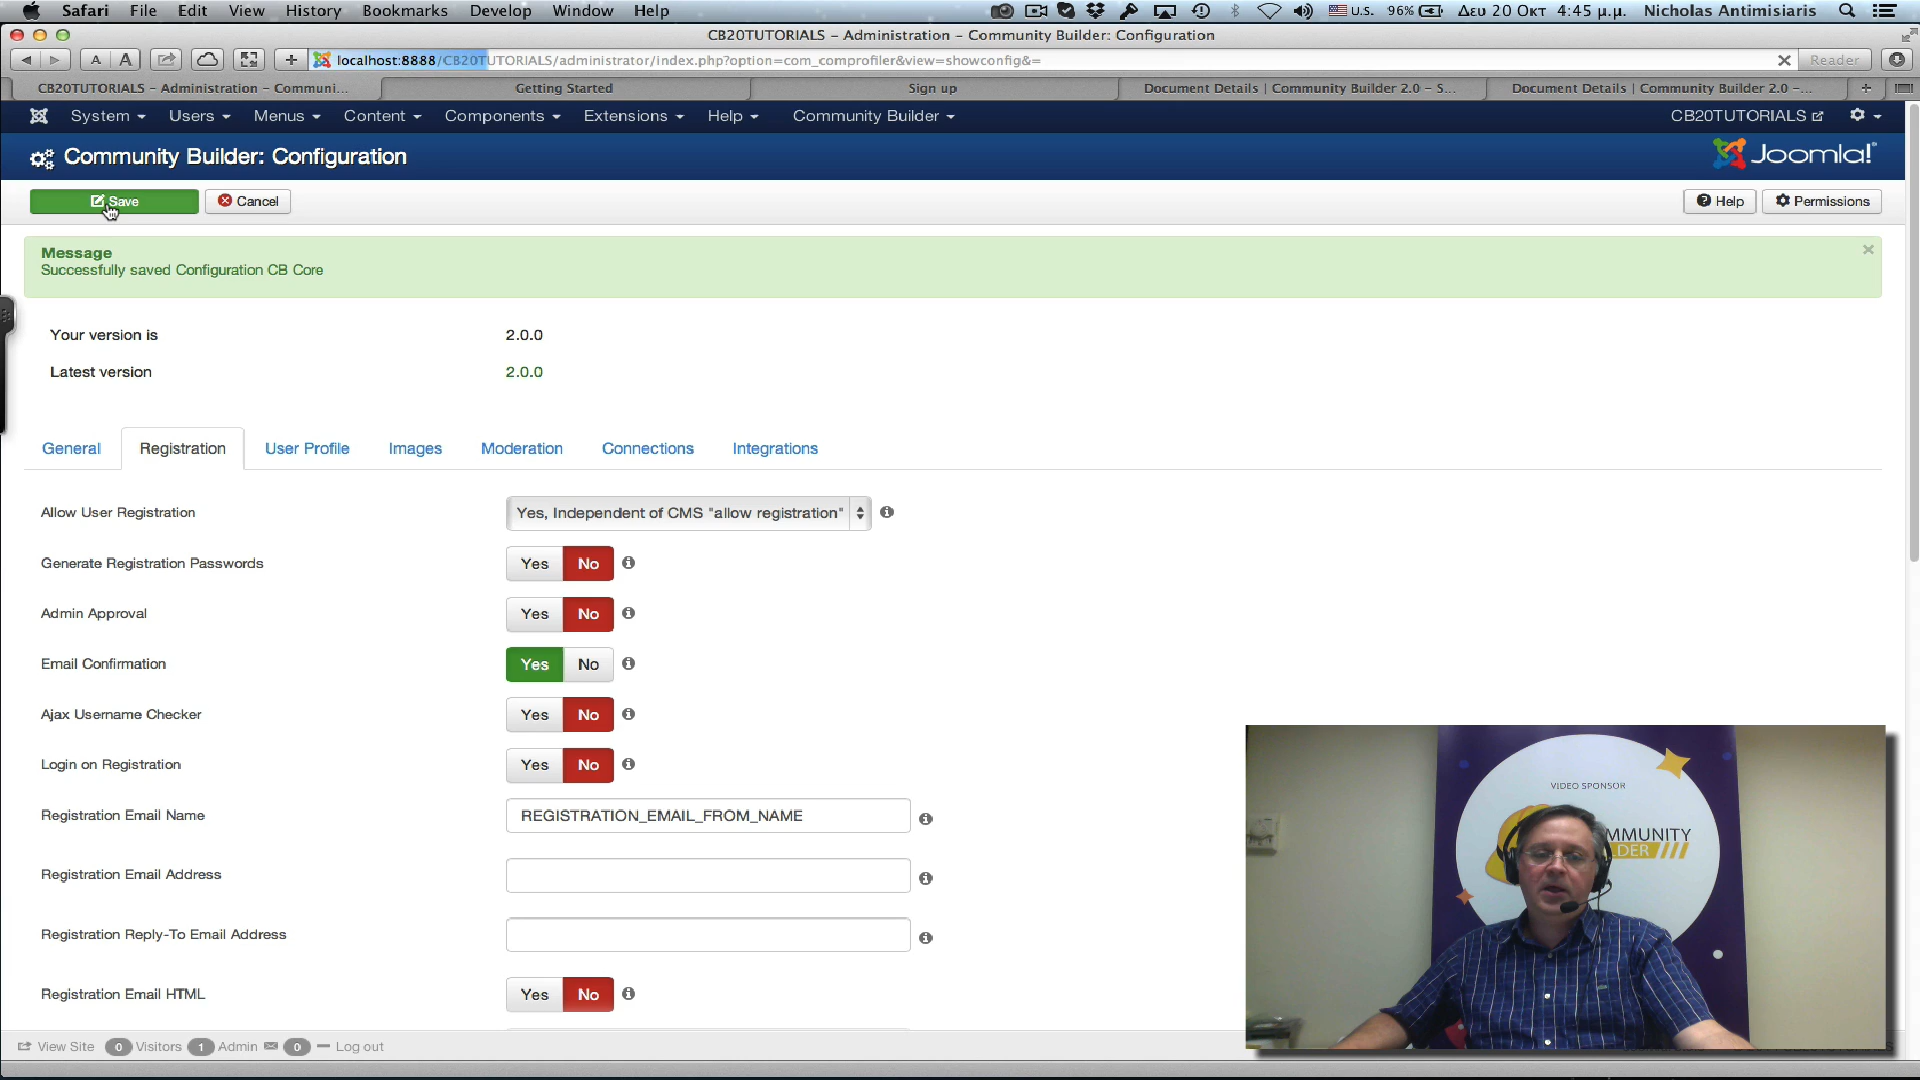 Safari File Edit View History Bookmarks Develop Window Help U.S. 96% Δευ 20 Οκτ 4:45 μ.μ. Nicholas Antimisiaris
CB20TUTORIALS – Administration – Community Builder: Configuration
A A localhost:8888/CB20TUTORIALS/administrator/index.php?option=com_comprofiler&view=showconfig&= Reader
CB20TUTORIALS – Administration – Communi... Getting Started Sign up Document Details | Community Builder 2.0 – S... Document Details | Community Builder 2.0 –...
System Users Menus Content Components Extensions Help Community Builder CB20TUTORIALS
Community Builder: Configuration Joomla!
Save Cancel Help Permissions
Message
Successfully saved Configuration CB Core
Your version is 2.0.0
Latest version 2.0.0
General Registration User Profile Images Moderation Connections Integrations
Allow User Registration Yes, Independent of CMS "allow registration"
Generate Registration Passwords Yes No
Admin Approval Yes No
Email Confirmation Yes No
Ajax Username Checker Yes No
Login on Registration Yes No
Registration Email Name REGISTRATION_EMAIL_FROM_NAME
Registration Email Address
Registration Reply-To Email Address
Registration Email HTML Yes No
VIDEO SPONSOR
MMUNITY
DER
View Site 0 Visitors 1 Admin 0 Log out